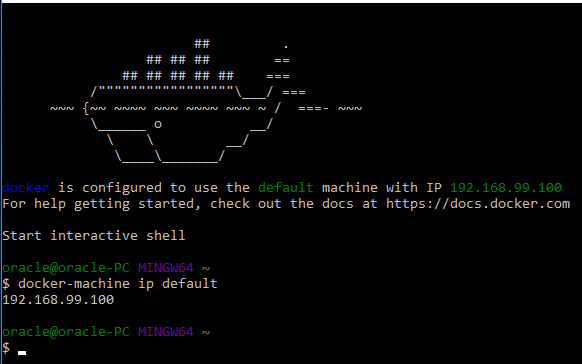 ##         .
                  ## ## ##        ==
               ## ## ## ## ##    ===
           /"""""""""""""""""\___/ ===
      ~~~ {~~ ~~~~ ~~~ ~~~~ ~~~ ~ /  ===- ~~~
           \______ o           __/
             \    \         __/
              \____\_______/
docker is configured to use the default machine with IP 192.168.99.100
For help getting started, check out the docs at https://docs.docker.com
Start interactive shell
oracle@oracle-PC MINGW64 ~
$ docker-machine ip default
192.168.99.100
oracle@oracle-PC MINGW64 ~
$